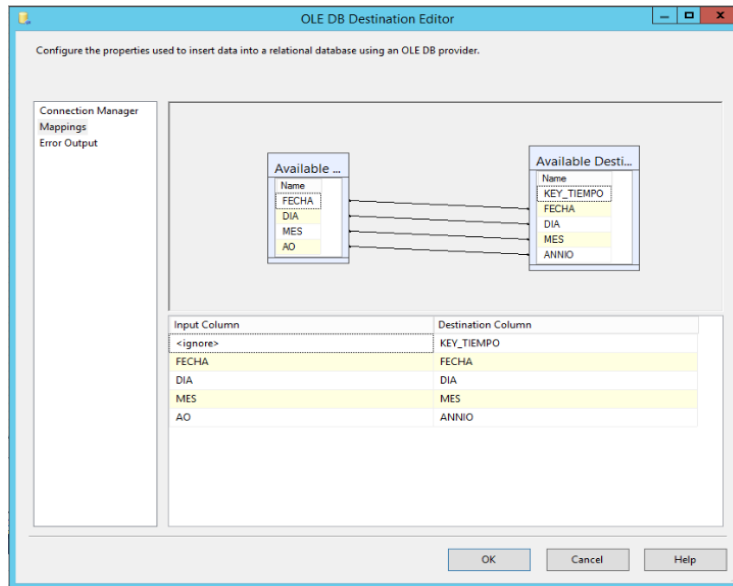 OLE DB Destination Editor
Configure the properties used to insert data into a relational database using an OLE DB provider.
Connection Manager
Mappings
Error Output
Available ...
Name
FECHA
DIA
MES
AO
Available Desti...
Name
KEY_TIEMPO
FECHA
DIA
MES
ANNIO
Input Column Destination Column
<ignore> KEY_TIEMPO
FECHA FECHA
DIA DIA
MES MES
AO ANNIO
OK Cancel Help